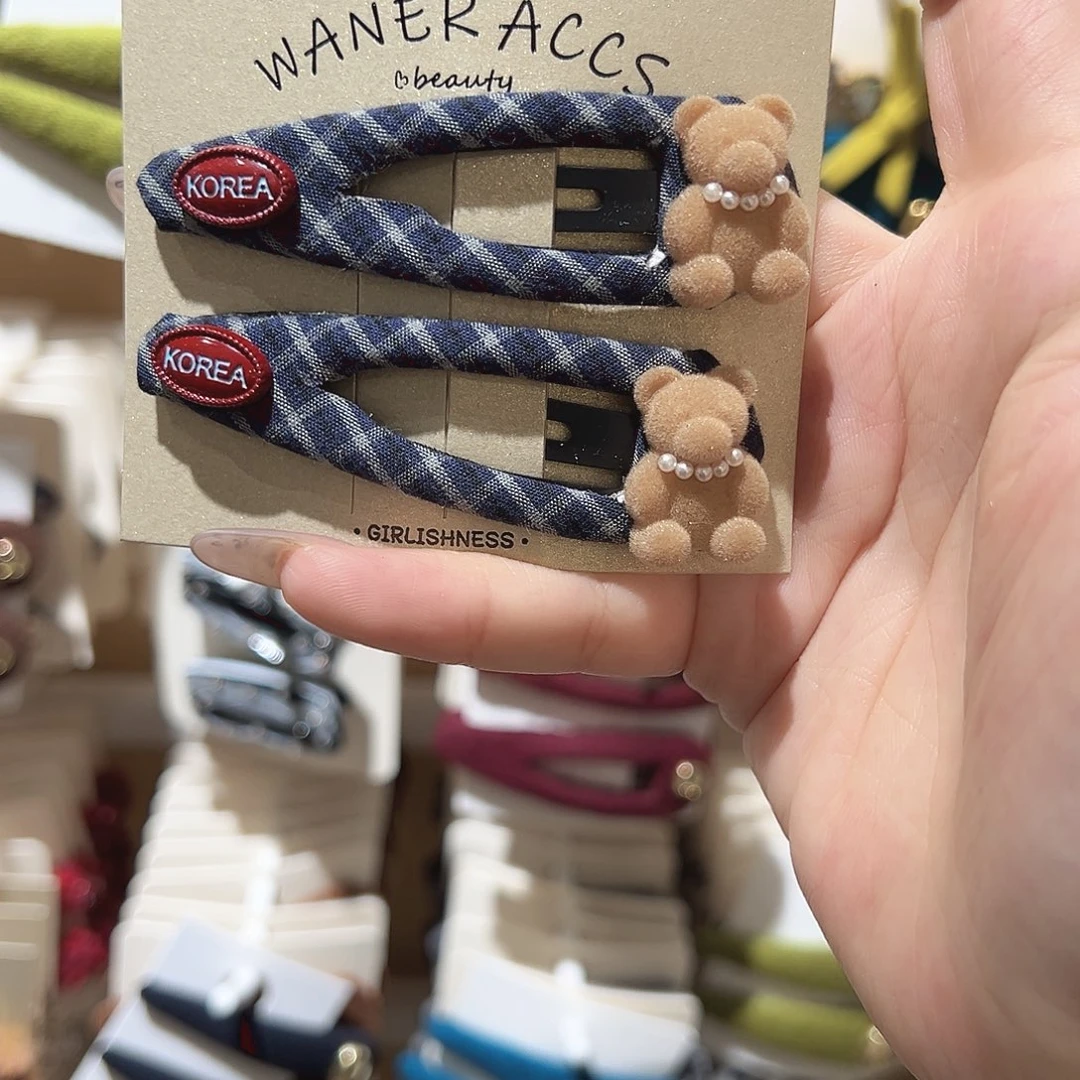 WANER ACCS
beauty
KOREA
KOREA
• GIRLISHNESS •